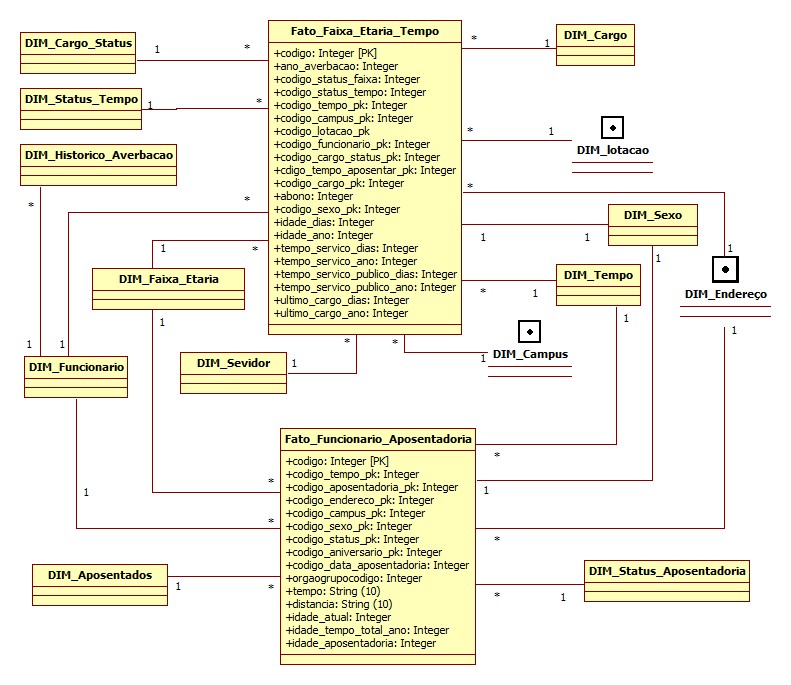 Fato_Faixa_Etaria_Tempo
+codigo: Integer [PK]
+ano_averbacao: Integer
+codigo_status_faixa: Integer
+codigo_status_tempo: Integer
+codigo_tempo_pk: Integer
+codigo_campus_pk: Integer
+codigo_lotacao_pk
+codigo_funcionario_pk: Integer
+codigo_cargo_status_pk: Integer
+cdigo_tempo_aposentar_pk: Integer
+codigo_cargo_pk: Integer
+abono: Integer
+codigo_sexo_pk: Integer
+idade_dias: Integer
+idade_ano: Integer
+tempo_servico_dias: Integer
+tempo_servico_ano: Integer
+tempo_servico_publico_dias: Integer
+tempo_servico_publico_ano: Integer
+ultimo_cargo_dias: Integer
+ultimo_cargo_ano: Integer
DIM_Cargo_Status
1
*
DIM_Status_Tempo
1
*
DIM_Historico_Averbacao
*
1
*
1
DIM_Faixa_Etaria
1
*
1
*
DIM_Funcionario
1
*
DIM_Sevidor
1
*
DIM_Cargo
*
1
DIM_lotacao
*
1
*
1
DIM_Sexo
1
1
1
1
DIM_Endereço
1
*
DIM_Tempo
*
1
1
*
DIM_Campus
*
1
Fato_Funcionario_Aposentadoria
+codigo: Integer [PK]
+codigo_tempo_pk: Integer
+codigo_aposentadoria_pk: Integer
+codigo_endereco_pk: Integer
+codigo_campus_pk: Integer
+codigo_sexo_pk: Integer
+codigo_status_pk: Integer
+codigo_aniversario_pk: Integer
+codigo_data_aposentadoria: Integer
+orgaogrupocodigo: Integer
+tempo: String (10)
+distancia: String (10)
+idade_atual: Integer
+idade_tempo_total_ano: Integer
+idade_aposentadoria: Integer
DIM_Aposentados
1
*
DIM_Status_Aposentadoria
*
1